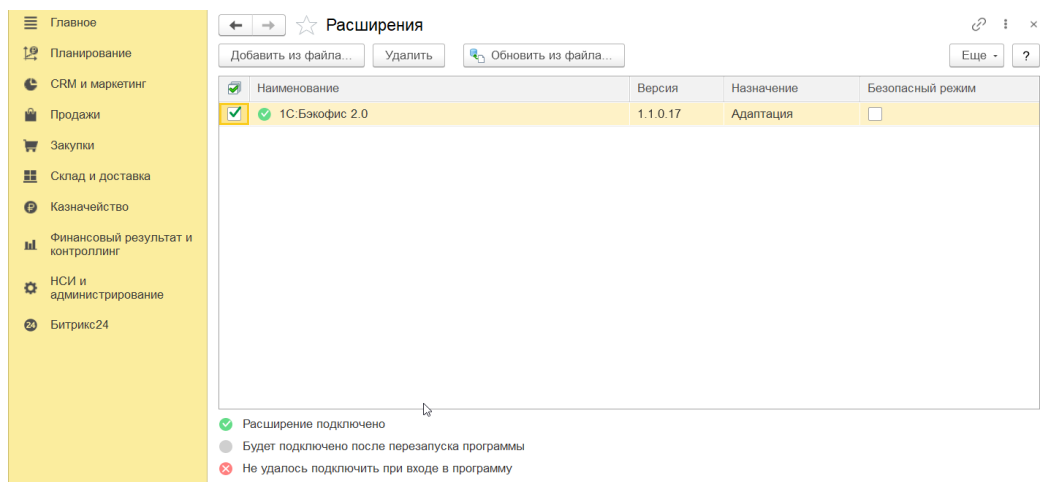 Главное
Планирование
CRM и маркетинг
Продажи
Закупки
Склад и доставка
Казначейство
Финансовый результат и
контроллинг
НСИ и
администрирование
24 Битрикс24
Расширения
Добавить из файла... Удалить Обновить из файла... Еще ?
Наименование Версия Назначение Безопасный режим
1С:Бэкофис 2.0 1.1.0.17 Адаптация
Расширение подключено
Будет подключено после перезапуска программы
Не удалось подключить при входе в программу